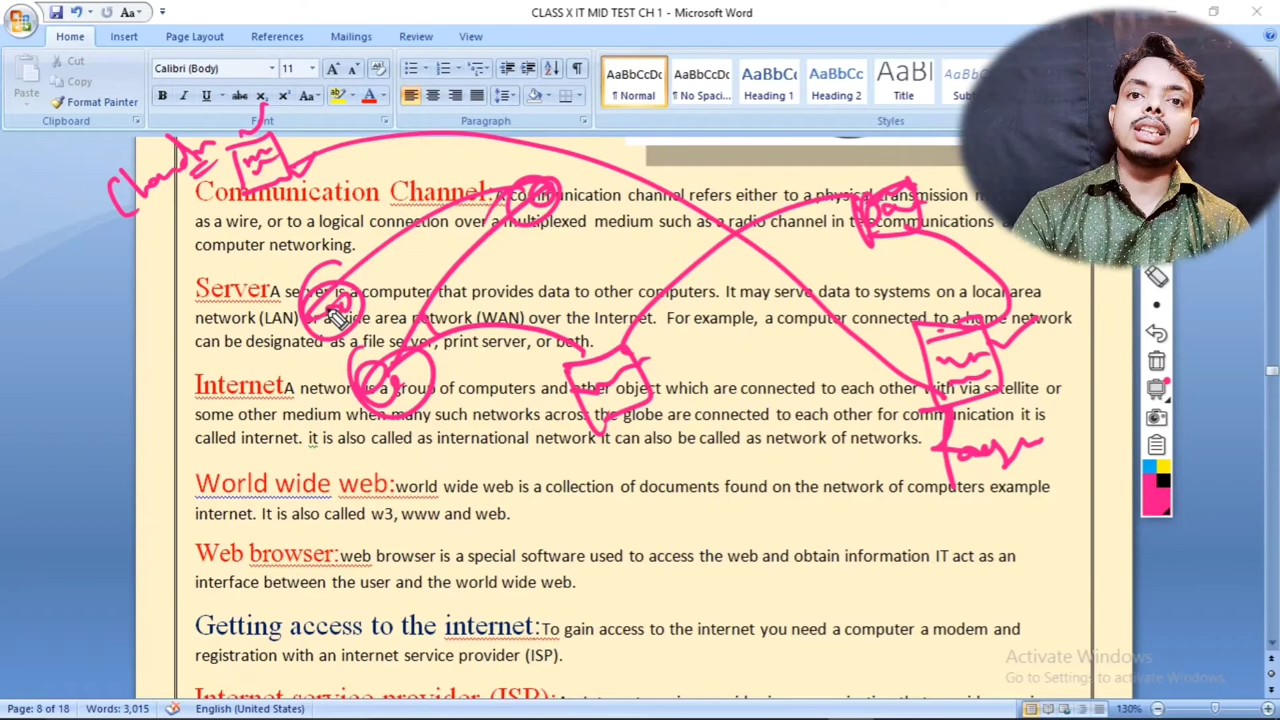 CLASS X IT MID TEST CH 1 - Microsoft Word
Home Insert Page Layout References Mailings Review View
Cut
Copy
Format Painter
Paste
Clipboard
Calibri (Body) 11
Font
Paragraph
AaBbCcDc AaBbCcDc AaBbC AaBbCc AaBl AaBbCc
¶ Normal ¶ No Spaci... Heading 1 Heading 2 Title
Styles
Communication Channel: A communication channel refers either to a physical transmission
as a wire, or to a logical connection over a multiplexed medium such as a radio channel in telecommunications
computer networking.
Server A server is a computer that provides data to other computers. It may serve data to systems on a local area
network (LAN) or a wide area network (WAN) over the Internet. For example, a computer connected to a home network
can be designated as a file server, print server, or both.
Internet A network is a group of computers and other object which are connected to each other with via satellite or
some other medium when many such networks across the globe are connected to each other for communication it is
called internet. it is also called as international network it can also be called as network of networks.
World wide web: world wide web is a collection of documents found on the network of computers example
internet. It is also called w3, www and web.
Web browser: web browser is a special software used to access the web and obtain information IT act as an
interface between the user and the world wide web.
Getting access to the internet: To gain access to the internet you need a computer a modem and
registration with an internet service provider (ISP).
Internet service provider (ISP):
Activate Windows
Go to Settings to activate Windows.
Page: 8 of 18 Words: 3,015 English (United States) 130%